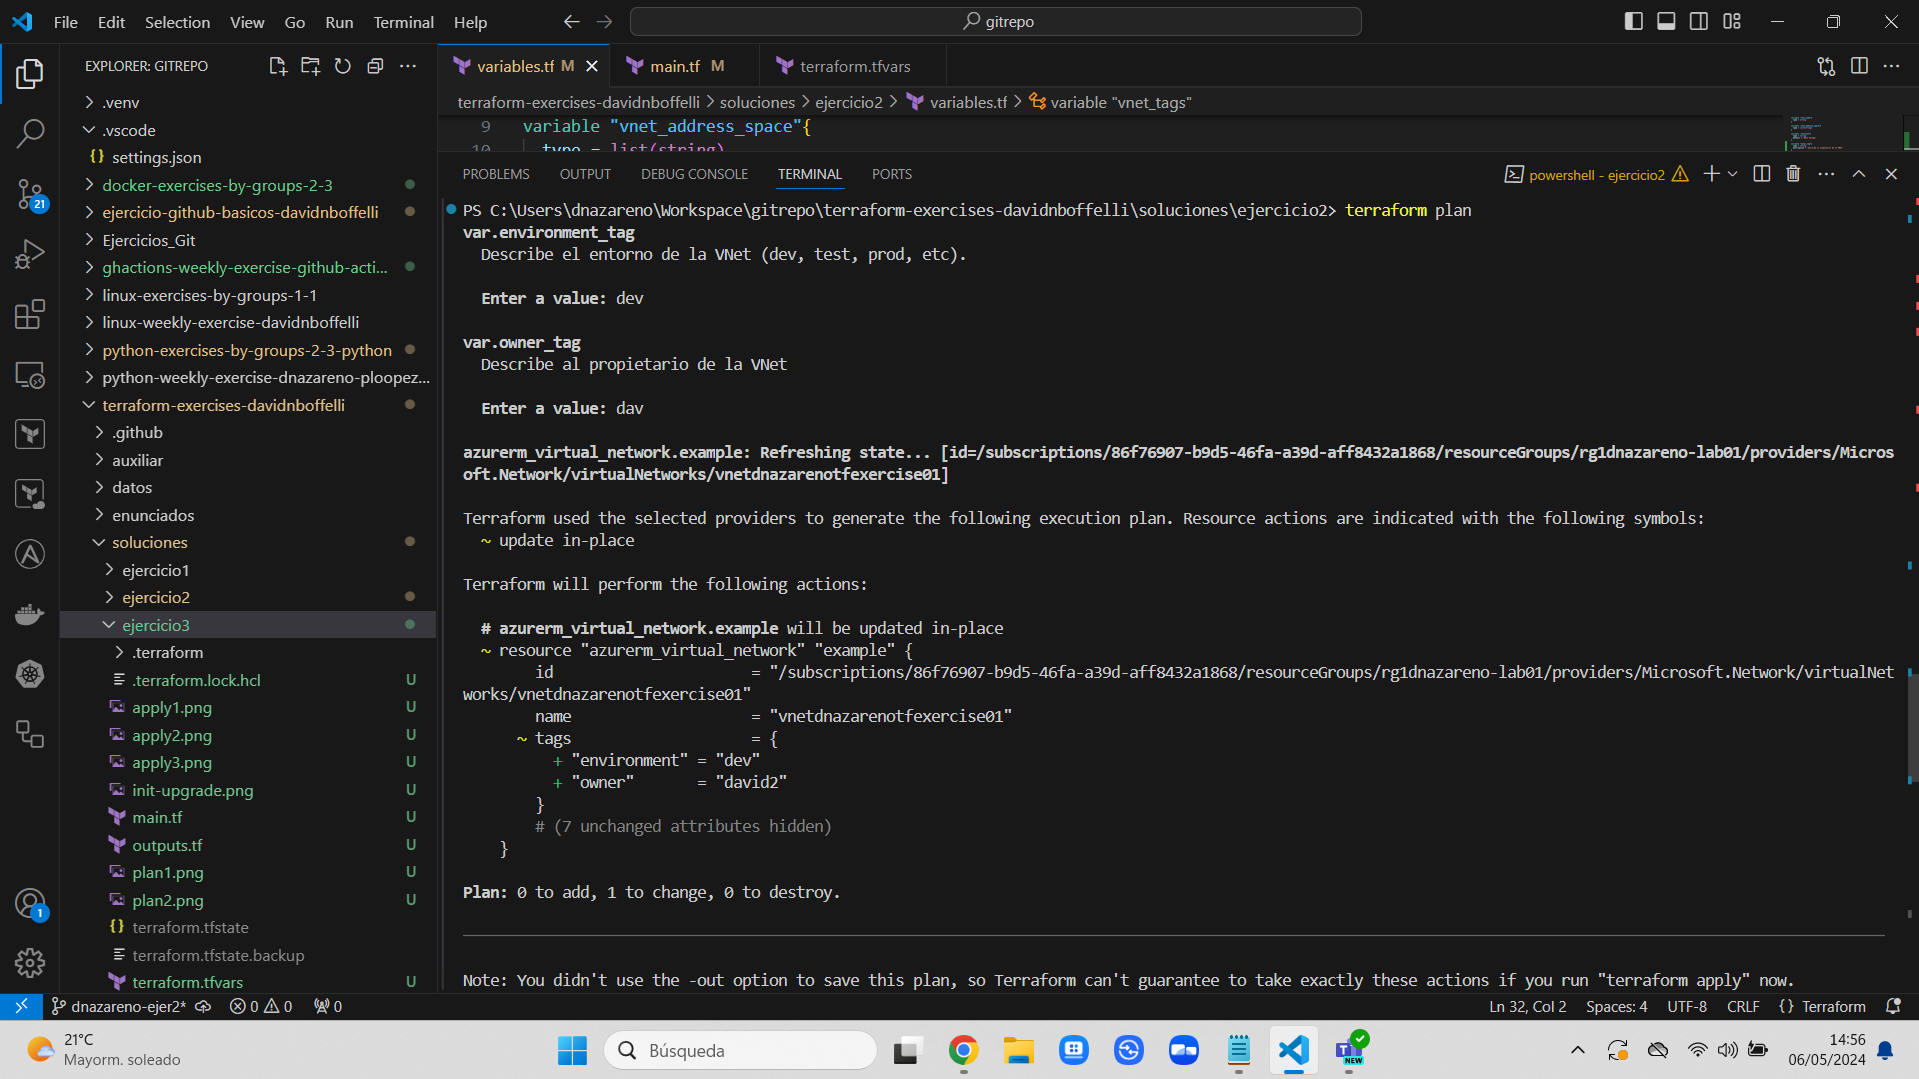 File Edit Selection View Go Run Terminal Help
gitrepo
EXPLORER: GITREPO
.venv
.vscode
{} settings.json
docker-exercises-by-groups-2-3
ejercicio-github-basicos-davidnboffelli
Ejercicios_Git
ghactions-weekly-exercise-github-acti...
linux-exercises-by-groups-1-1
linux-weekly-exercise-davidnboffelli
python-exercises-by-groups-2-3-python
python-weekly-exercise-dnazareno-ploopez...
terraform-exercises-davidnboffelli
.github
auxiliar
datos
enunciados
soluciones
ejercicio1
ejercicio2
ejercicio3
.terraform
.terraform.lock.hcl U
apply1.png U
apply2.png U
apply3.png U
init-upgrade.png U
main.tf U
outputs.tf U
plan1.png U
plan2.png U
{} terraform.tfstate
terraform.tfstate.backup
terraform.tfvars U
21
1
variables.tf M main.tf M terraform.tfvars
terraform-exercises-davidnboffelli > soluciones > ejercicio2 > variables.tf > variable "vnet_tags"
9 variable "vnet_address_space"{
10 type = list(string)
PROBLEMS OUTPUT DEBUG CONSOLE TERMINAL PORTS
powershell - ejercicio2
PS C:\Users\dnazareno\Workspace\gitrepo\terraform-exercises-davidnboffelli\soluciones\ejercicio2> terraform plan
var.environment_tag
Describe el entorno de la VNet (dev, test, prod, etc).
Enter a value: dev
var.owner_tag
Describe al propietario de la VNet
Enter a value: dav
azurerm_virtual_network.example: Refreshing state... [id=/subscriptions/86f76907-b9d5-46fa-a39d-aff8432a1868/resourceGroups/rg1dnazareno-lab01/providers/Micros
oft.Network/virtualNetworks/vnetdnazarenotfexercise01]
Terraform used the selected providers to generate the following execution plan. Resource actions are indicated with the following symbols:
~ update in-place
Terraform will perform the following actions:
# azurerm_virtual_network.example will be updated in-place
~ resource "azurerm_virtual_network" "example" {
id = "/subscriptions/86f76907-b9d5-46fa-a39d-aff8432a1868/resourceGroups/rg1dnazareno-lab01/providers/Microsoft.Network/virtualNet
works/vnetdnazarenotfexercise01"
name = "vnetdnazarenotfexercise01"
~ tags = {
+ "environment" = "dev"
+ "owner" = "david2"
}
# (7 unchanged attributes hidden)
}
Plan: 0 to add, 1 to change, 0 to destroy.
Note: You didn't use the -out option to save this plan, so Terraform can't guarantee to take exactly these actions if you run "terraform apply" now.
dnazareno-ejer2* 0 0 0 Ln 32, Col 2 Spaces: 4 UTF-8 CRLF {} Terraform
21°C
Mayorm. soleado
Búsqueda
NEW
14:56
06/05/2024